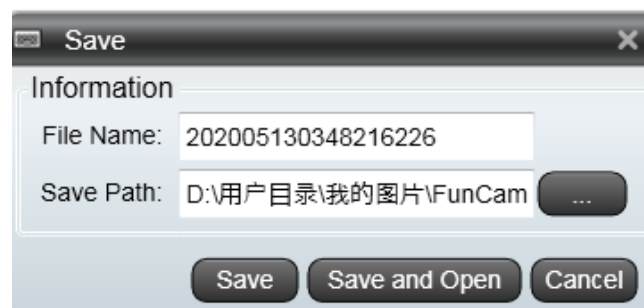 Save
Information
File Name: 202005130348216226
Save Path: D:\用户目录\我的图片\FunCam ...
Save Save and Open Cancel